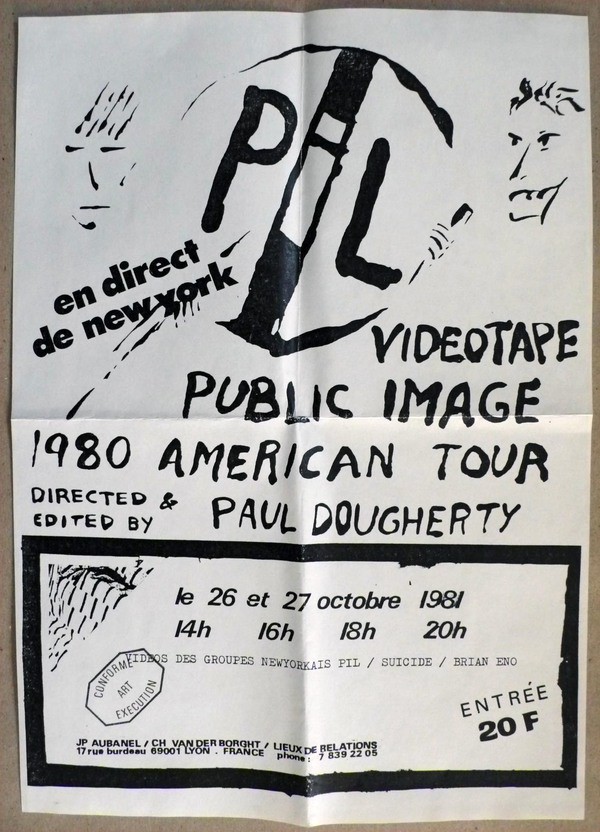 PiL
en direct
de new york
VIDEOTAPE
PUBLIC IMAGE
1980 AMERICAN TOUR
DIRECTED &
EDITED BY
PAUL DOUGHERTY
le 26 et 27 octobre 1981
14h 16h 18h 20h
VIDEOS DES GROUPES NEWYORKAIS PIL / SUICIDE / BRIAN ENO
CONFORME
ART
EXECUTION
ENTRÉE
20 F
JP AUBANEL / CH VAN DER BORGHT / LIEUX DE RELATIONS
17 rue burdeau 69001 LYON . FRANCE phone : 7 839 22 05